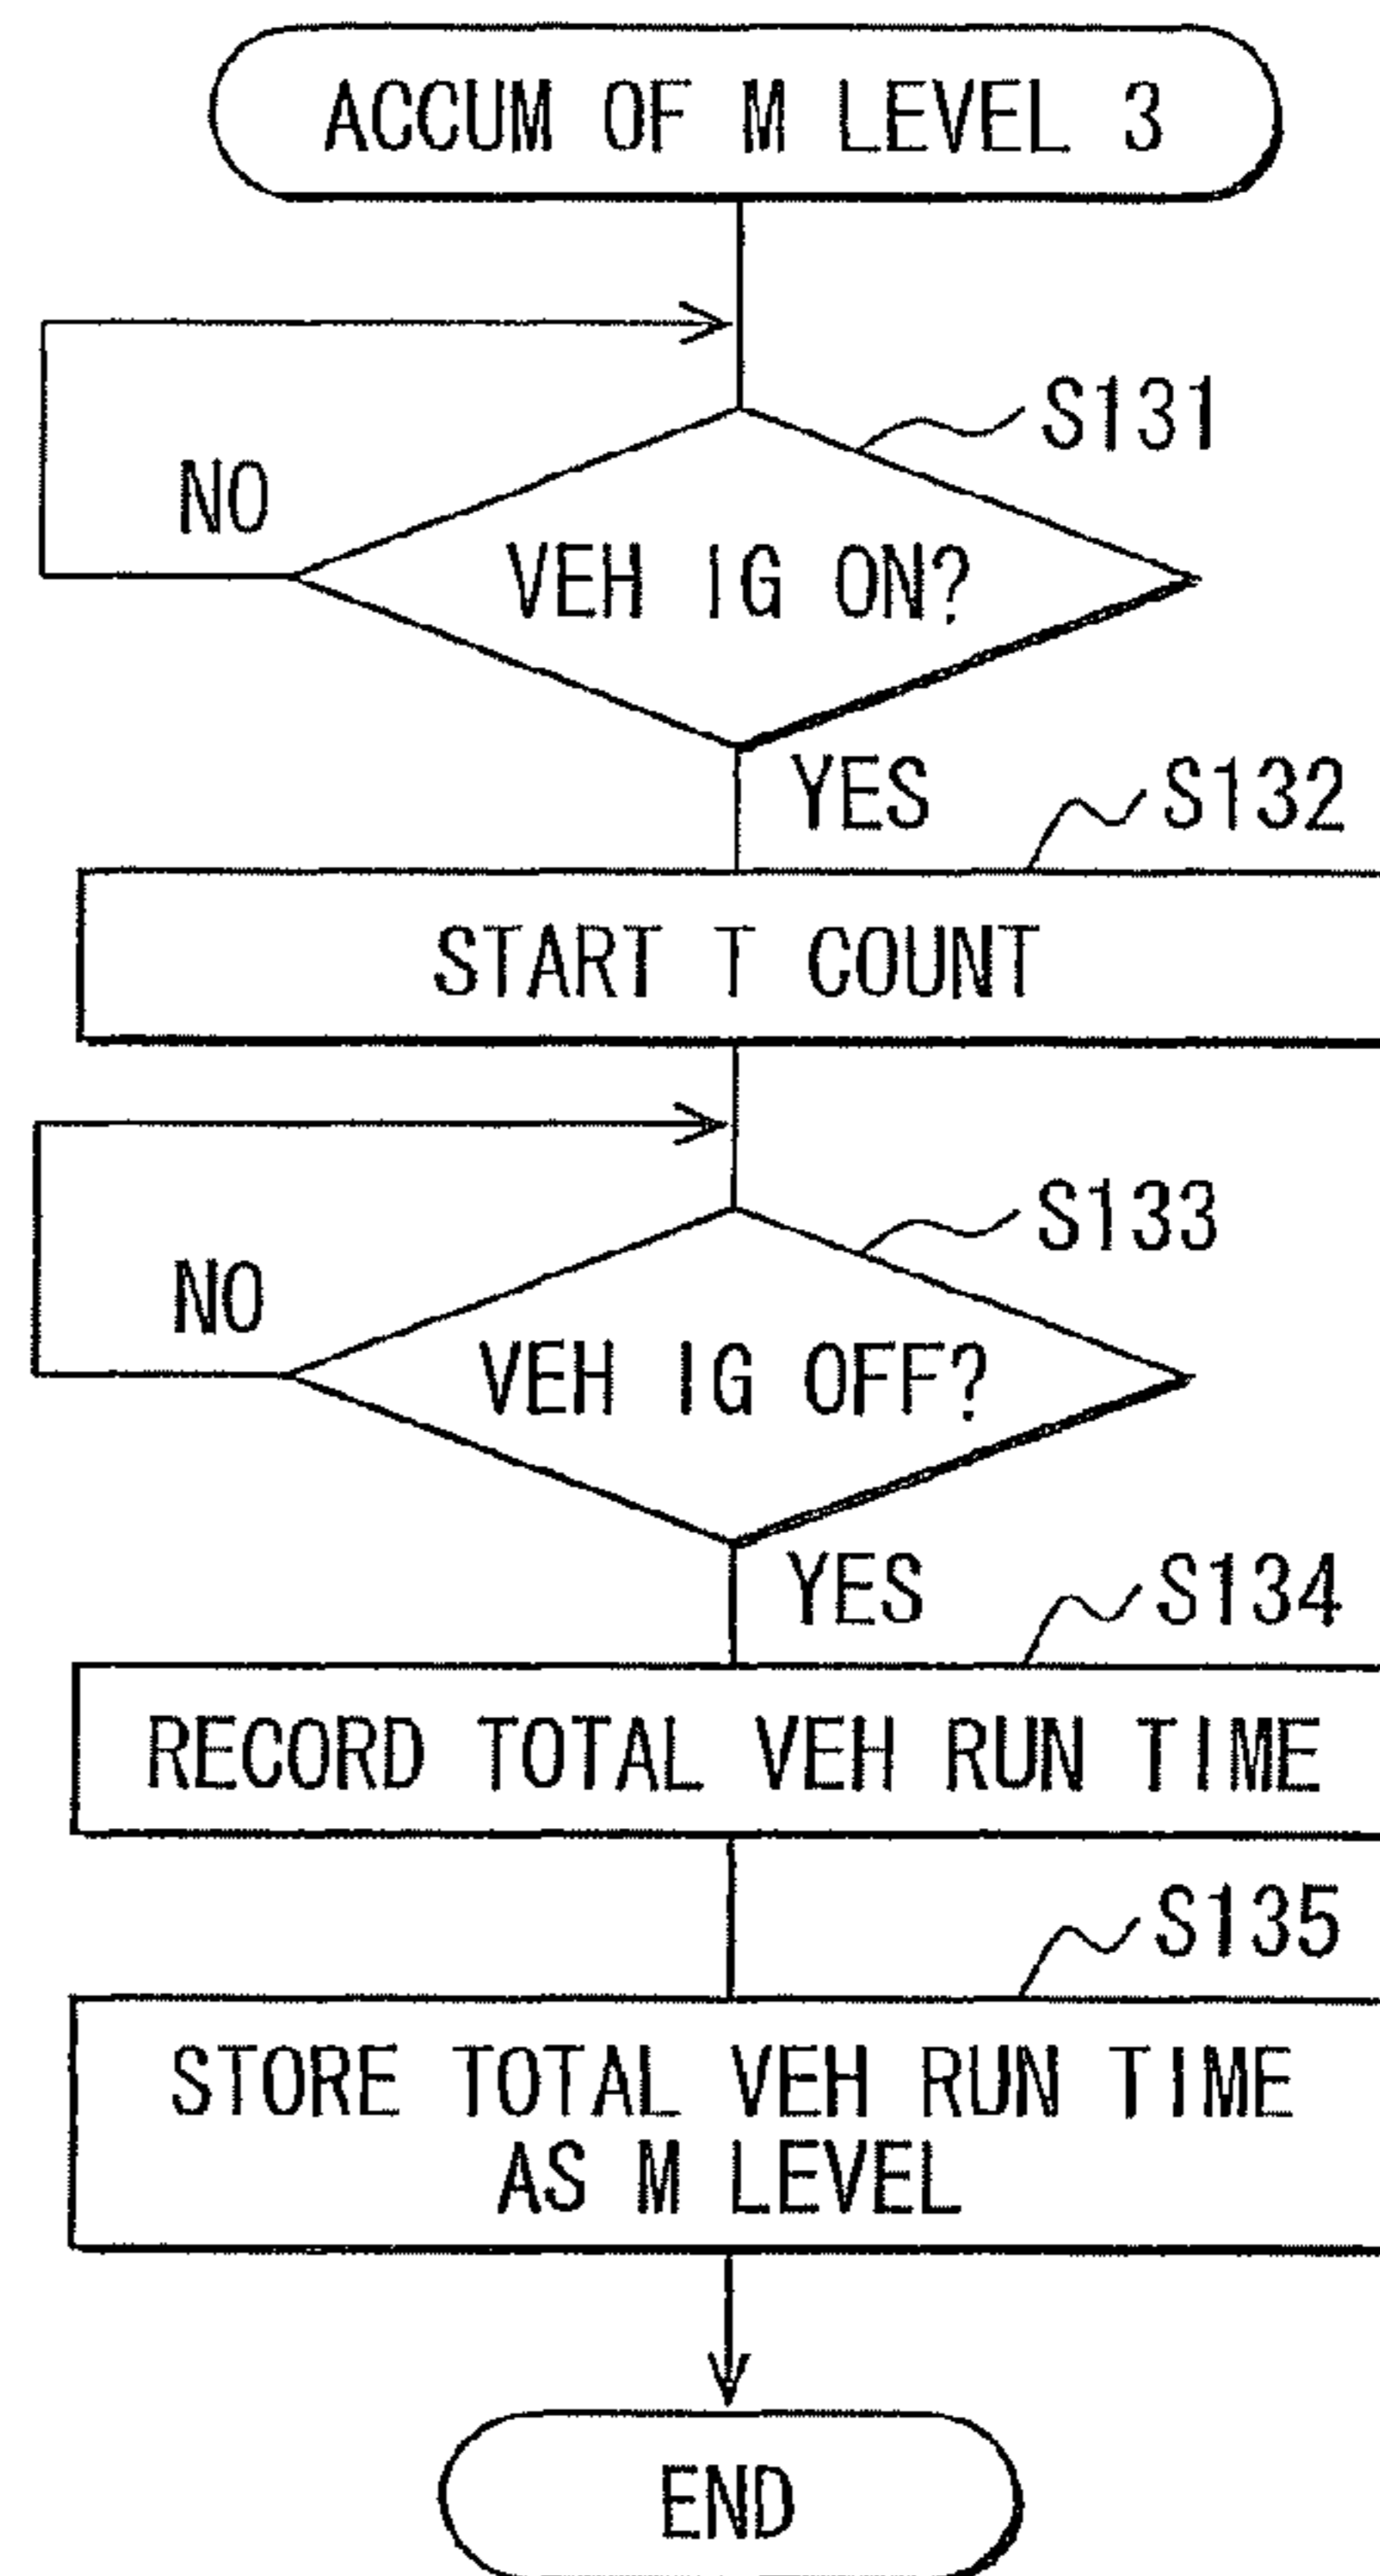 ACCUM OF M LEVEL 3
S131
NO
VEH IG ON?
YES
S132
START T COUNT
S133
NO
VEH IG OFF?
YES
S134
RECORD TOTAL VEH RUN TIME
S135
STORE TOTAL VEH RUN TIME
AS M LEVEL
END